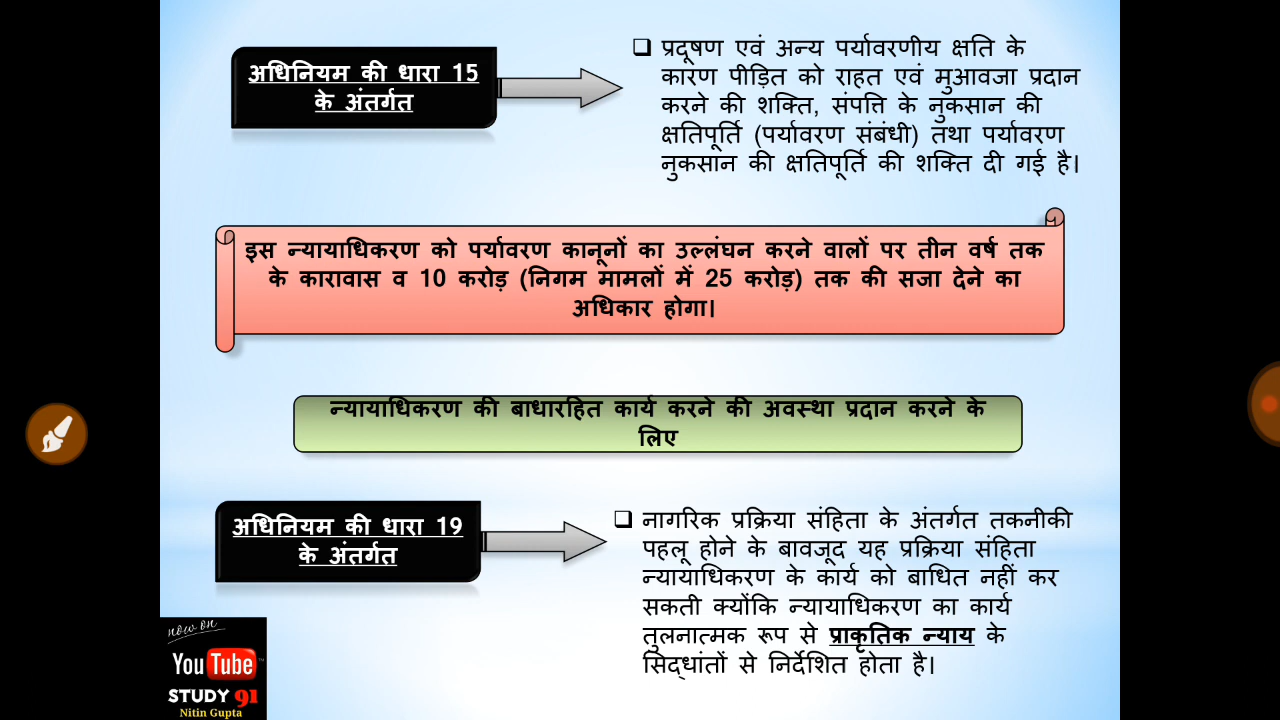 अधिनियम की धारा 15
के अंतर्गत
❑ प्रदूषण एवं अन्य पर्यावरणीय क्षति के
कारण पीड़ित को राहत एवं मुआवजा प्रदान
करने की शक्ति, संपत्ति के नुकसान की
क्षतिपूर्ति (पर्यावरण संबंधी) तथा पर्यावरण
नुकसान की क्षतिपूर्ति की शक्ति दी गई है।
इस न्यायाधिकरण को पर्यावरण कानूनों का उल्लंघन करने वालों पर तीन वर्ष तक
के कारावास व 10 करोड़ (निगम मामलों में 25 करोड़) तक की सजा देने का
अधिकार होगा।
न्यायाधिकरण की बाधारहित कार्य करने की अवस्था प्रदान करने के
लिए
अधिनियम की धारा 19
के अंतर्गत
❑ नागरिक प्रक्रिया संहिता के अंतर्गत तकनीकी
पहलू होने के बावजूद यह प्रक्रिया संहिता
न्यायाधिकरण के कार्य को बाधित नहीं कर
सकती क्योंकि न्यायाधिकरण का कार्य
तुलनात्मक रूप से प्राकृतिक न्याय के
सिद्धांतों से निर्देशित होता है।
now on
YouTube
STUDY 91
Nitin Gupta